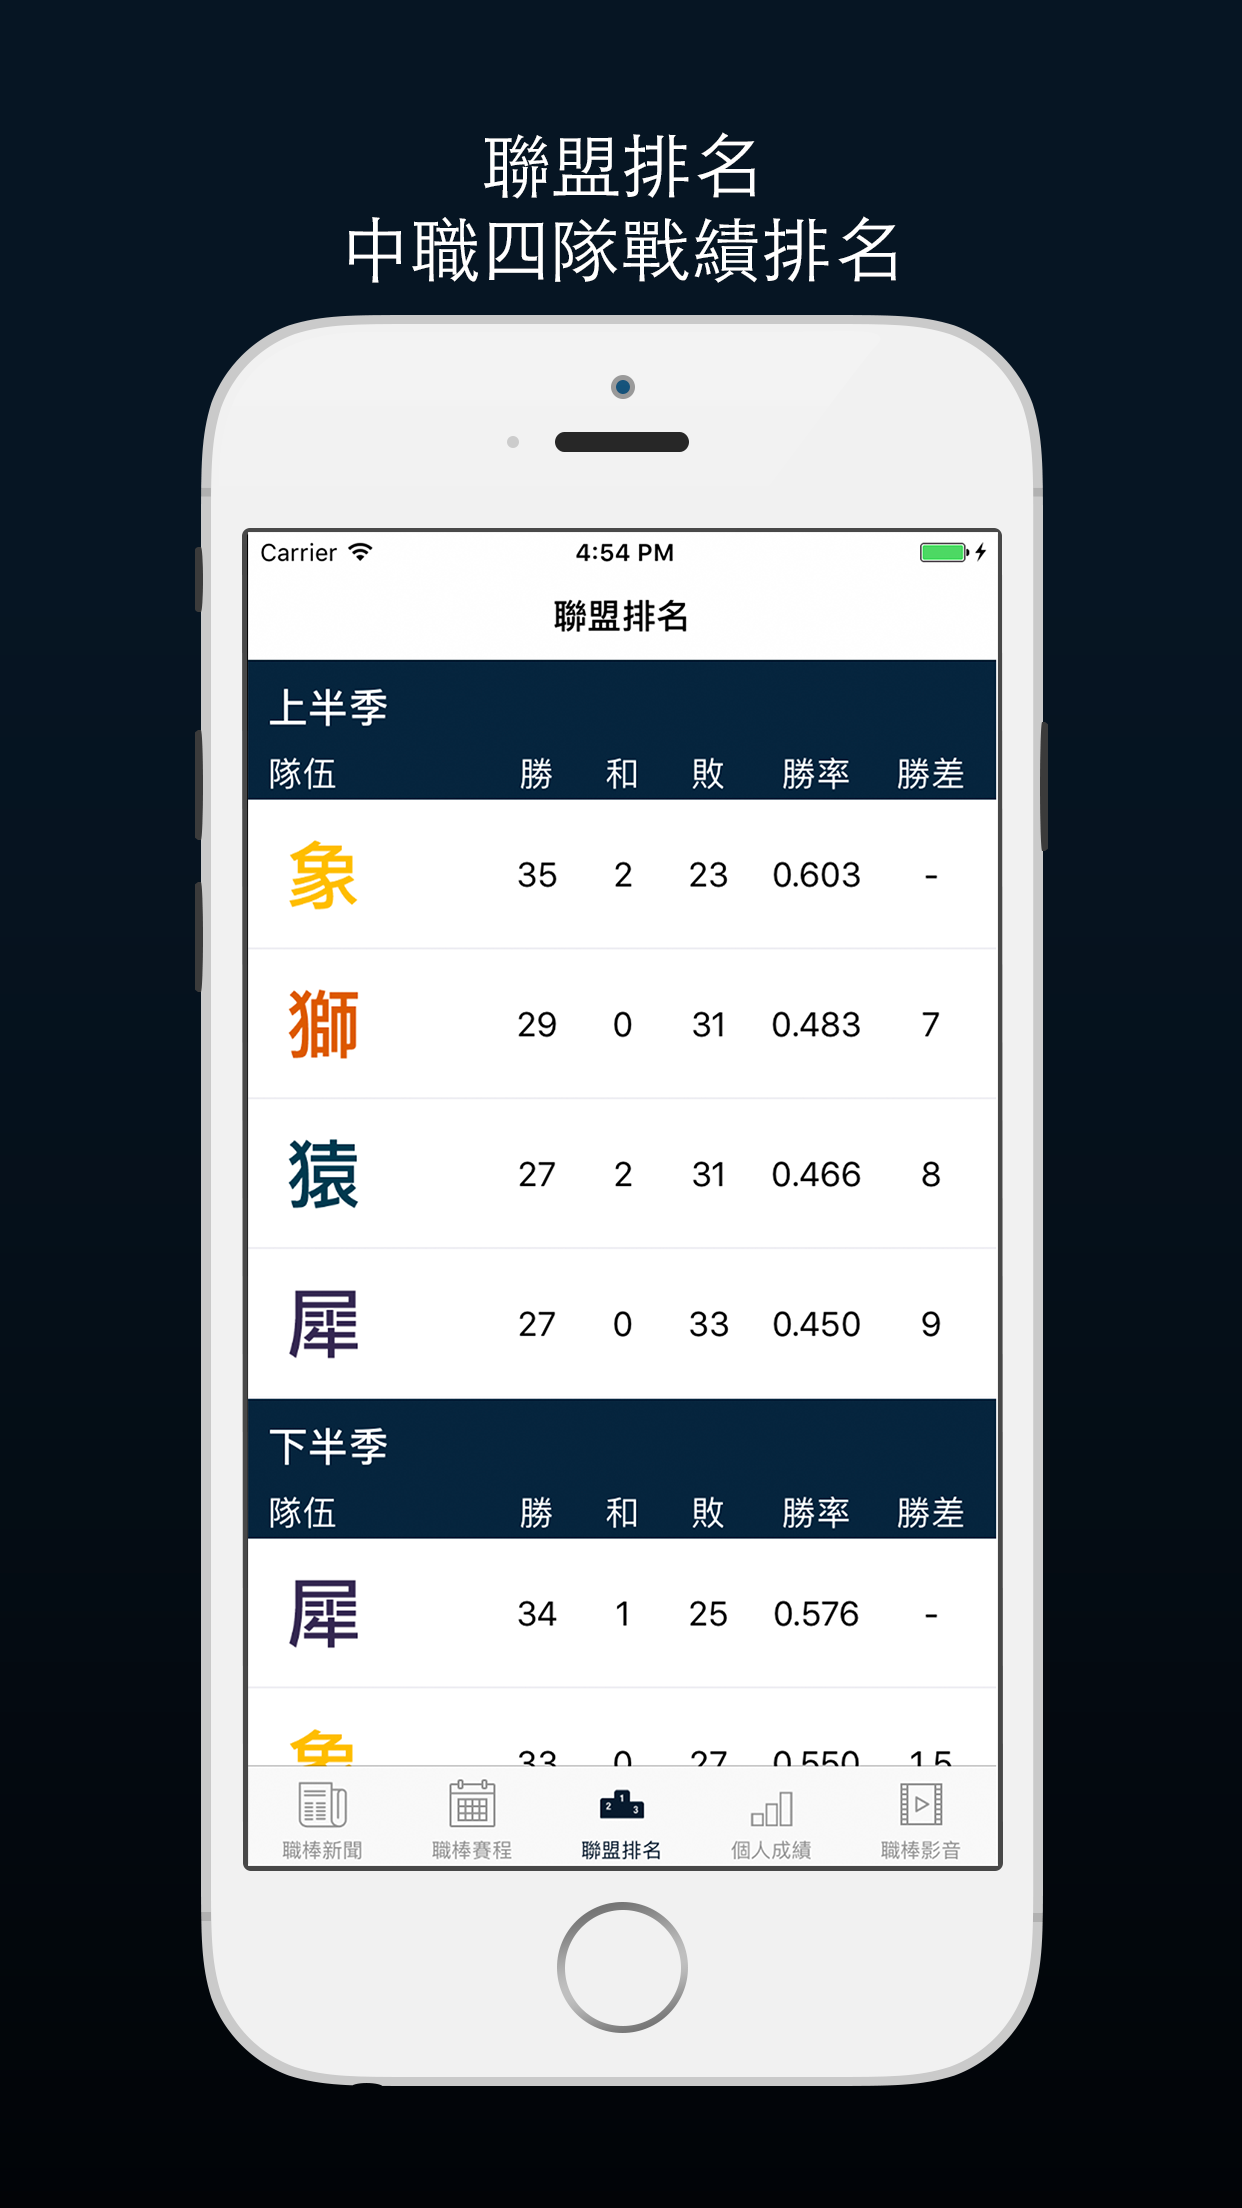 聯盟排名
中職四隊戰績排名
Carrier 4:54 PM
聯盟排名
上半季
隊伍 勝 和 敗 勝率 勝差
象 35 2 23 0.603 -
獅 29 0 31 0.483 7
猿 27 2 31 0.466 8
犀 27 0 33 0.450 9
下半季
隊伍 勝 和 敗 勝率 勝差
犀 34 1 25 0.576 -
象 33 0 27 0.550 1.5
2 1 3
職棒新聞 職棒賽程 聯盟排名 個人成績 職棒影音